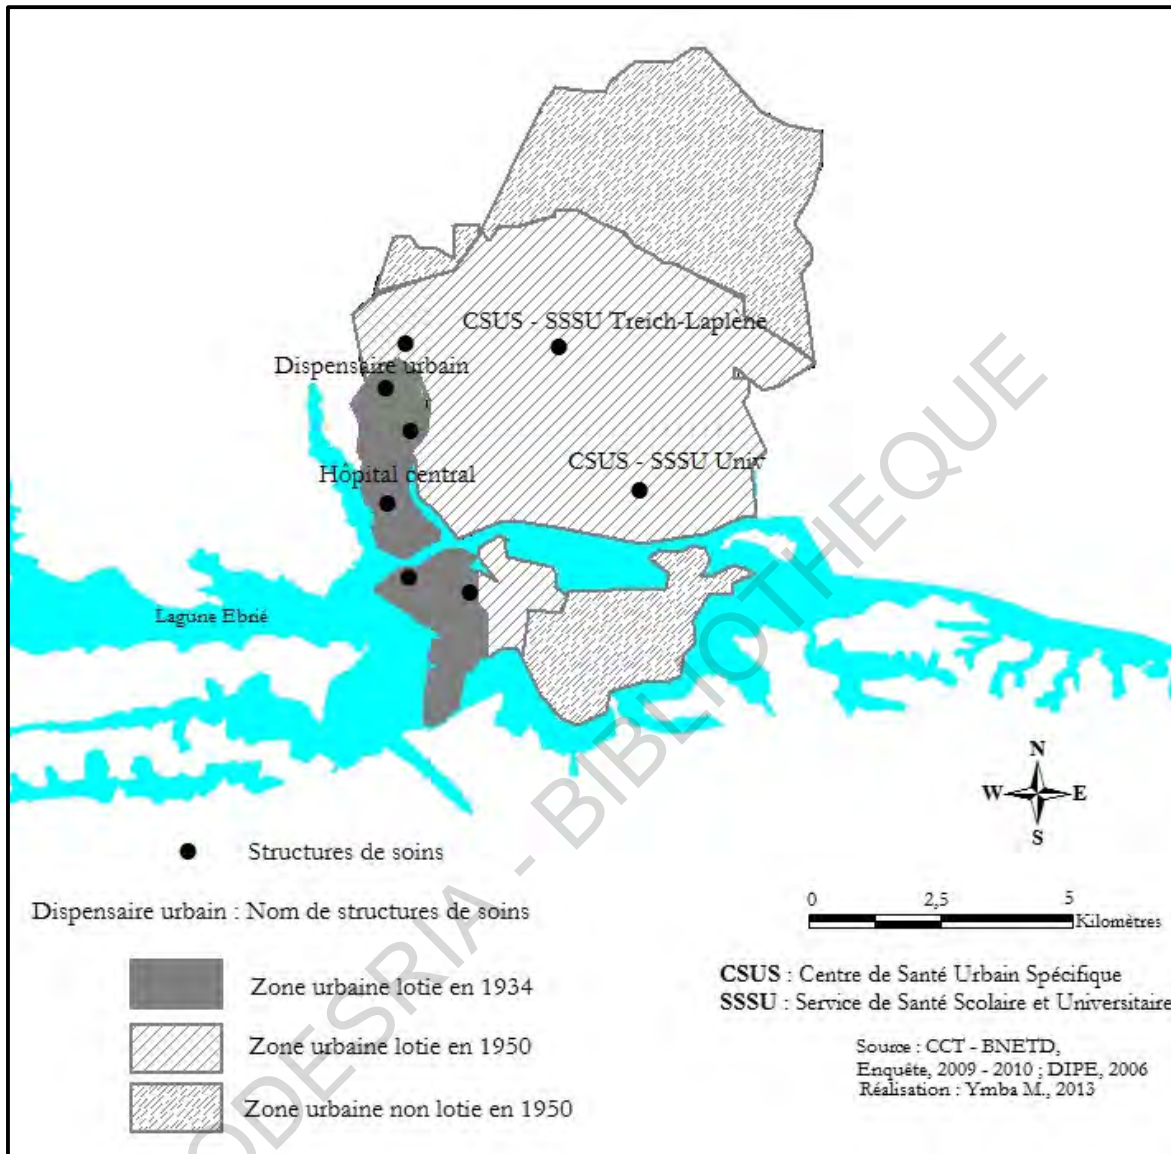 CSUS - SSSU Treich-Laplène
Dispensaire urbain
Hôpital central
CSUS - SSSU Univ
Lagune Ebrié
N
W E
S
Structures de soins
Dispensaire urbain : Nom de structures de soins
Zone urbaine lotie en 1934
Zone urbaine lotie en 1950
Zone urbaine non lotie en 1950
0 2,5 5
Kilomètres
CSUS : Centre de Santé Urbain Spécifique
SSSU : Service de Santé Scolaire et Universitaire
Source : CCT - BNETD,
Enquête, 2009 - 2010 ; DIPE, 2006
Réalisation : Ymba M., 2013
ODESRIA - BIBLIOTHEQUE